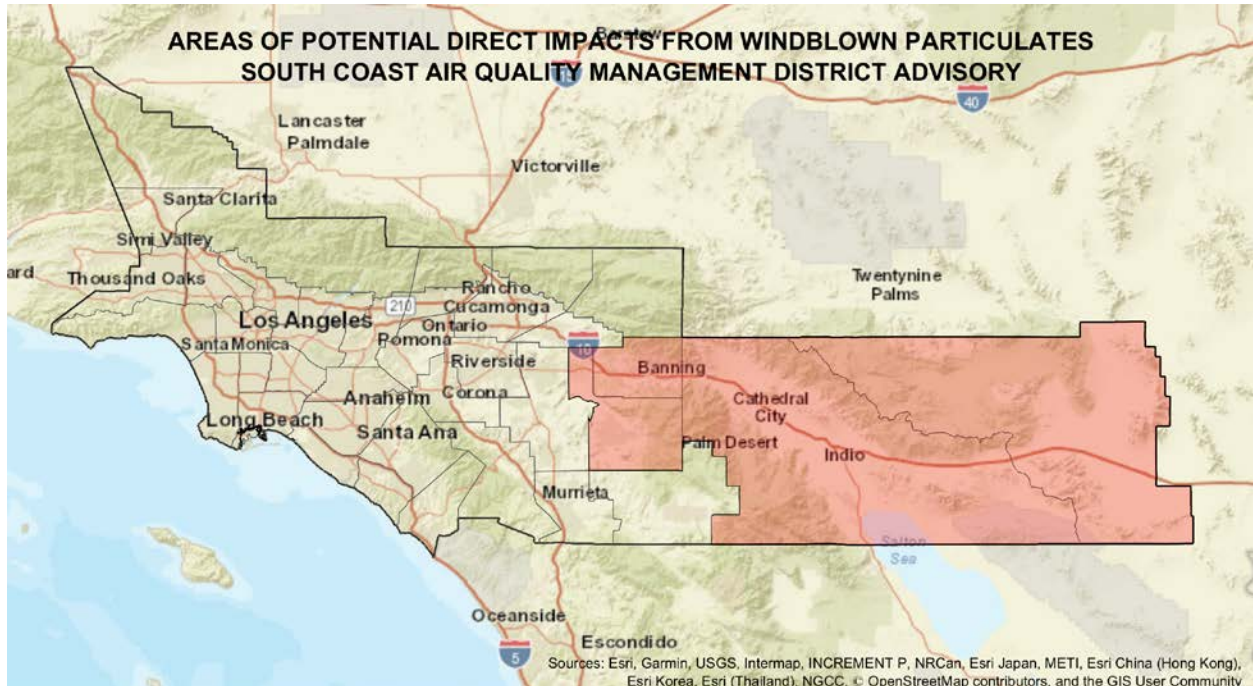 AREAS OF POTENTIAL DIRECT IMPACTS FROM WINDBLOWN PARTICULATES
SOUTH COAST AIR QUALITY MANAGEMENT DISTRICT ADVISORY
Barstow
15
40
Lancaster
Palmdale
Victorville
Santa Clarita
Simi Valley
ard
Thousand Oaks
Twentynine
Palms
Rancho
Cucamonga
210
Los Angeles
Ontario
Santa Monica
Pomona
10
Riverside
Banning
Anaheim
Corona
Cathedral
City
Long Beach
Santa Ana
Palm Desert
Indio
Murrieta
Salton
Sea
Oceanside
5
Escondido
Sources: Esri, Garmin, USGS, Intermap, INCREMENT P, NRCan, Esri Japan, METI, Esri China (Hong Kong),
Esri Korea, Esri (Thailand), NGCC, © OpenStreetMap contributors, and the GIS User Community